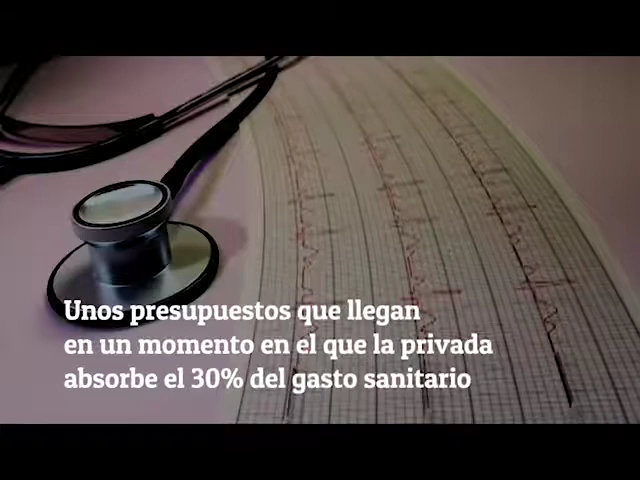 Unos presupuestos que llegan
en un momento en el que la privada
absorbe el 30% del gasto sanitario